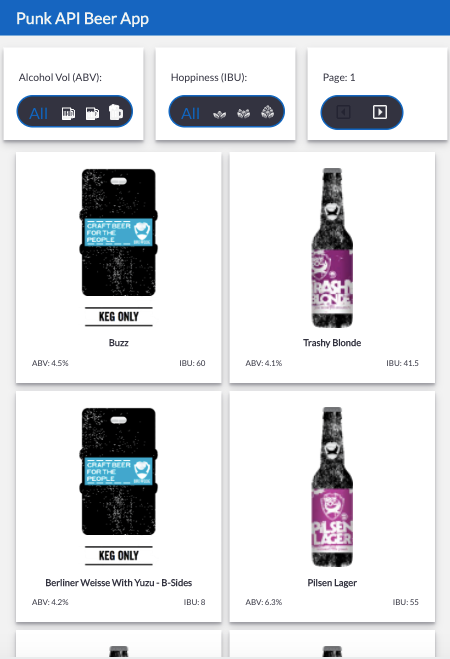 Punk API Beer App
Alcohol Vol (ABV):
All
Hoppiness (IBU):
All
Page: 1
CRAFT BEER
FOR THE
PEOPLE
KEG ONLY
Buzz
ABV: 4.5%
IBU: 60
TRASHY
BLONDE
Trashy Blonde
ABV: 4.1%
IBU: 41.5
CRAFT BEER
FOR THE
PEOPLE
KEG ONLY
Berliner Weisse With Yuzu - B-Sides
ABV: 4.2%
IBU: 8
PILSEN
LAGER
Pilsen Lager
ABV: 6.3%
IBU: 55